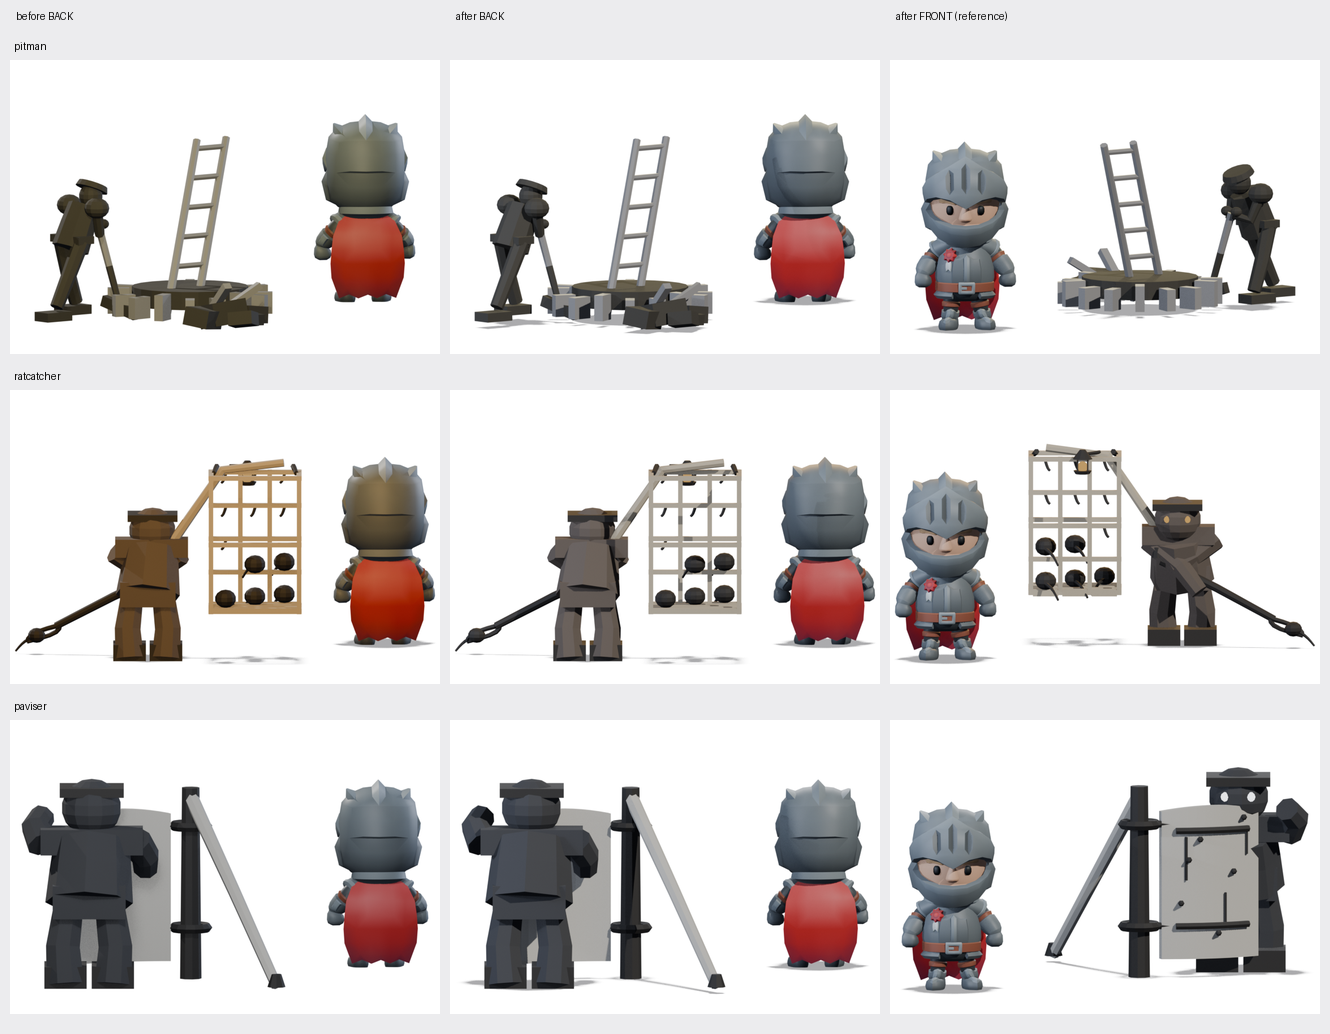 before BACK
after BACK
after FRONT (reference)
pitman
ratcatcher
paviser